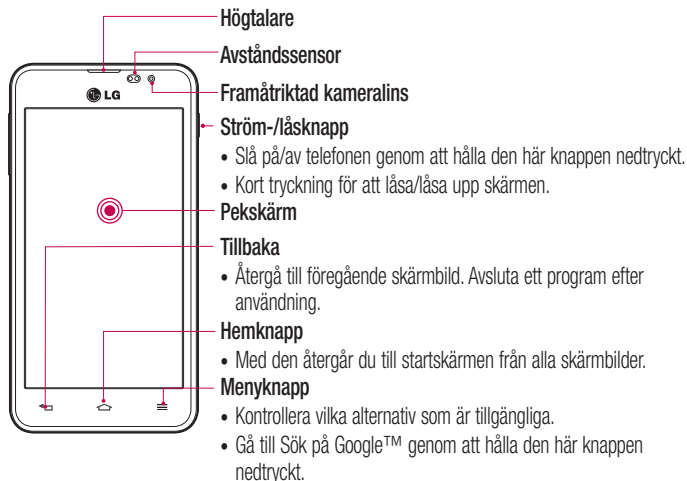 Högtalare
Avståndssensor
Framåtriktad kameralins
LG
Ström-/låsknapp
• Slå på/av telefonen genom att hålla den här knappen nedtryckt.
• Kort tryckning för att låsa/låsa upp skärmen.
Pekskärm
Tillbaka
• Återgå till föregående skärmbild. Avsluta ett program efter
användning.
Hemknapp
• Med den återgår du till startskärmen från alla skärmbilder.
Menyknapp
• Kontrollera vilka alternativ som är tillgängliga.
• Gå till Sök på Google™ genom att hålla den här knappen
nedtryckt.